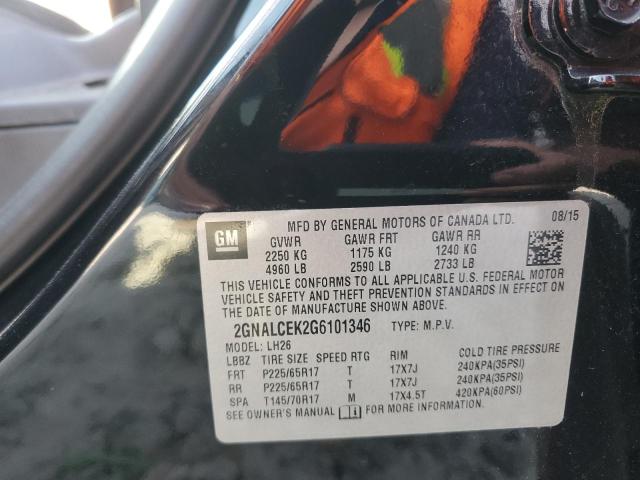 GM
MFD BY GENERAL MOTORS OF CANADA LTD. 08/15
GVWR GAWR FRT GAWR RR
2250 KG 1175 KG 1240 KG
4960 LB 2590 LB 2733 LB
THIS VEHICLE CONFORMS TO ALL APPLICABLE U.S. FEDERAL MOTOR
VEHICLE SAFETY AND THEFT PREVENTION STANDARDS IN EFFECT
ON THE DATE OF MANUFACTURE SHOWN ABOVE.
2GNALCEK2G6101346 TYPE: M.P.V.
MODEL: LH26
LBBZ TIRE SIZE SPEED RTG RIM COLD TIRE PRESSURE
FRT P225/65R17 T 17X7J 240KPA(35PSI)
RR P225/65R17 T 17X7J 240KPA(35PSI)
SPA T145/70R17 M 17X4.5T 420KPA(60PSI)
SEE OWNER'S MANUAL FOR MORE INFORMATION.